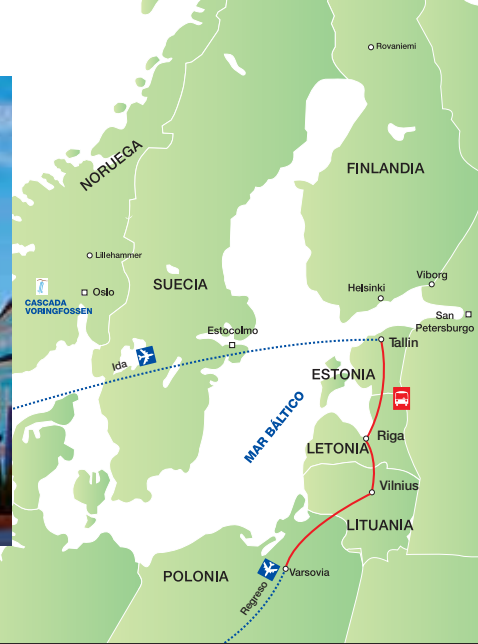 Rovaniemi
NORUEGA
FINLANDIA
Lillehammer
CASCADA
VORINGFOSSEN
Oslo
SUECIA
Helsinki
Viborg
San
Petersburgo
Estocolmo
Tallin
Ida
ESTONIA
MAR BÁLTICO
Riga
LETONIA
Vilnius
LITUANIA
POLONIA
Regreso
Varsovia